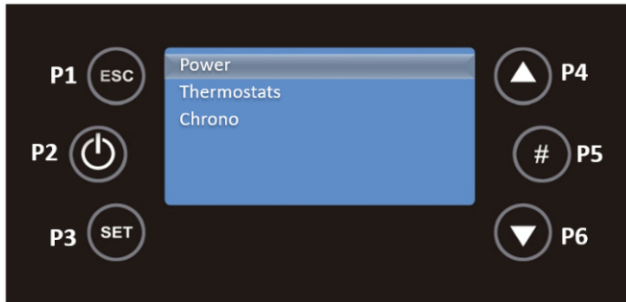 P1 ESC
Power
P4
Thermostats
Chrono
P2
# P5
P3 SET
P6